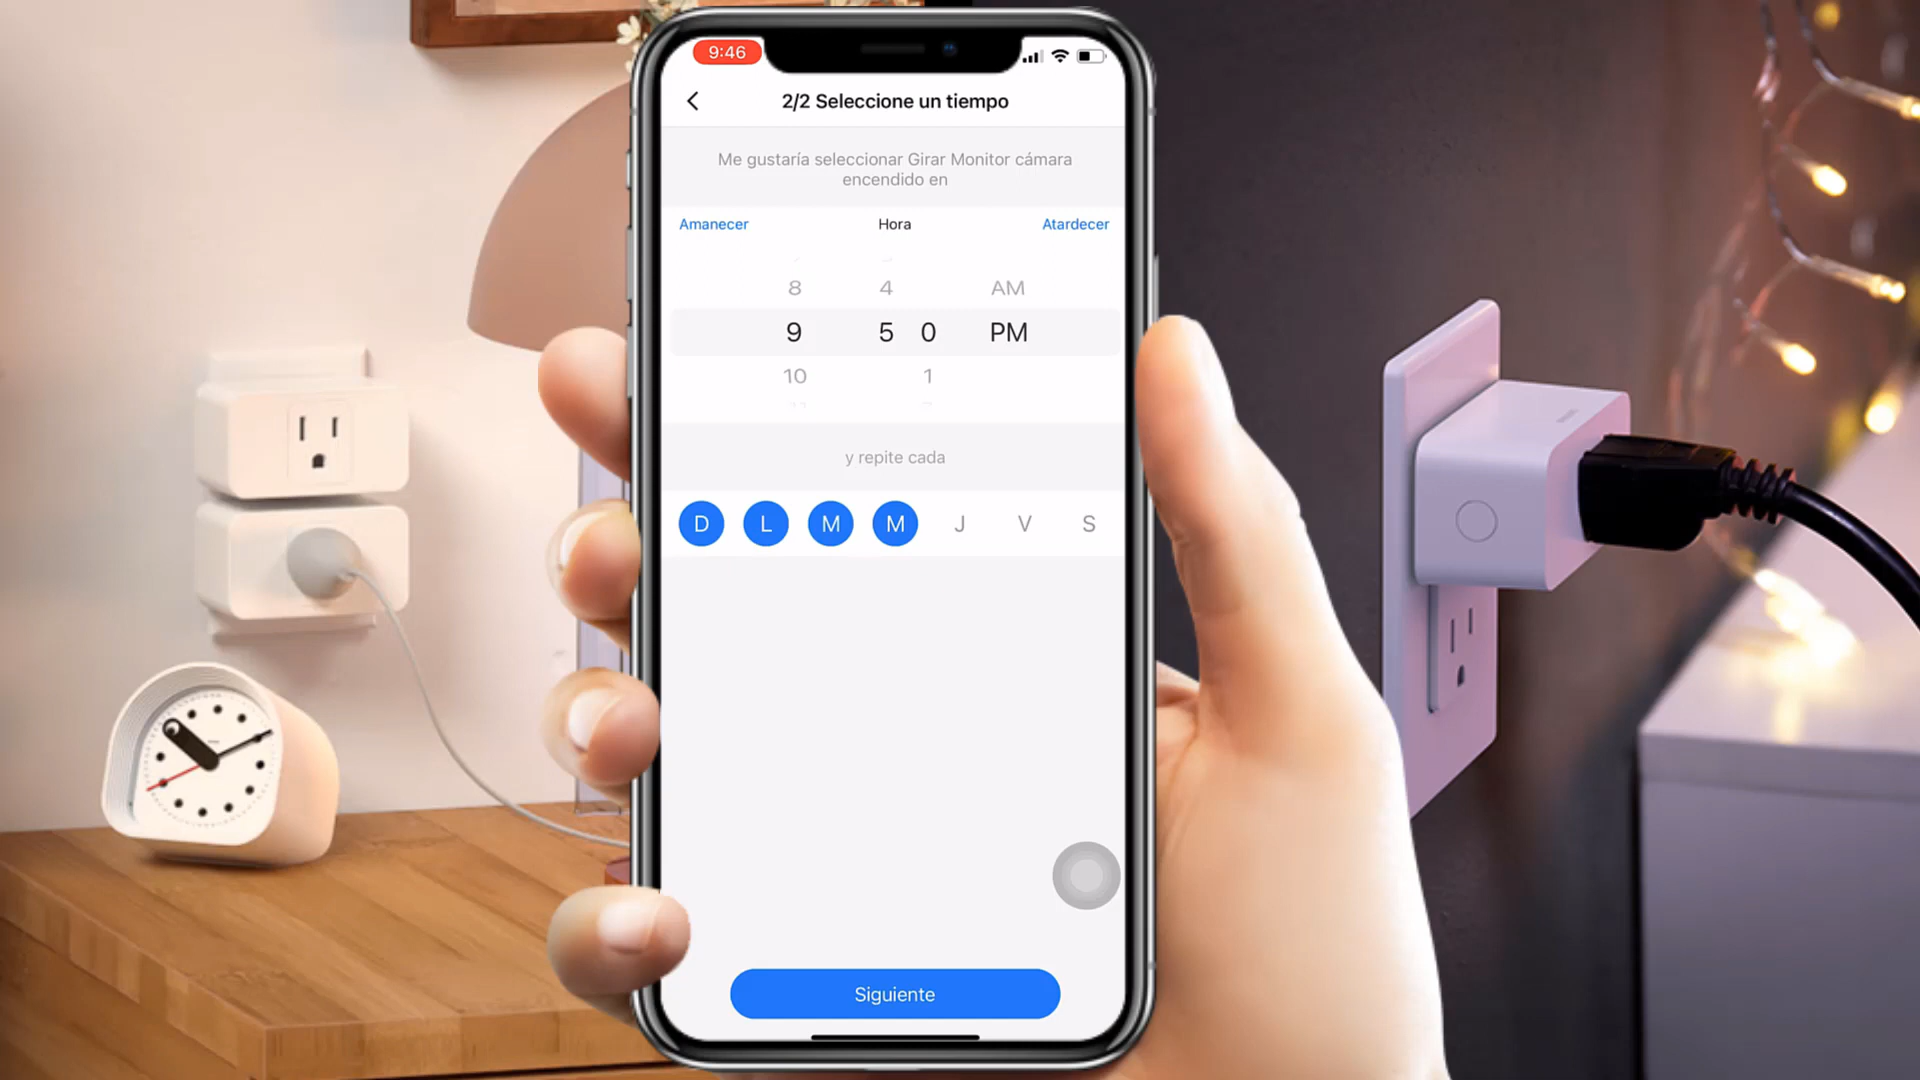 9:46
2/2 Seleccione un tiempo
Me gustaría seleccionar Girar Monitor cámara
encendido en
Amanecer Hora Atardecer
8 4 AM
9 5 0 PM
10 1
y repite cada
D L M M J V S
Siguiente